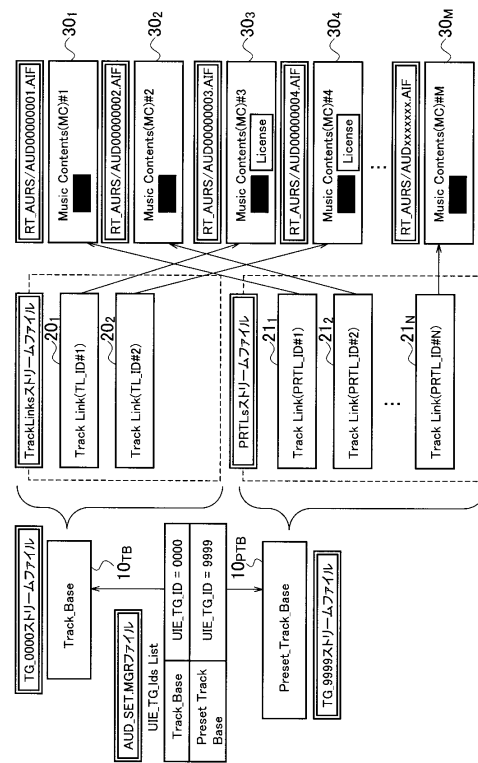 TG_0000ストリームファイル
Track_Base
10TB
AUD_SET.MGRファイル
UIE_TG_Ids List
Track_Base
UIE_TG_ID = 0000
Preset Track Base
UIE_TG_ID = 9999
10PTB
Preset_Track_Base
TG_9999ストリームファイル
TrackLinksストリームファイル
201
Track Link(TL_ID#1)
202
Track Link(TL_ID#2)
PRTLsストリームファイル
211
Track Link(PRTL_ID#1)
212
Track Link(PRTL_ID#2)
...
21N
Track Link(PRTL_ID#N)
RT_AURS/AUD00000001.AIF
301
Music Contents(MC)#1
RT_AURS/AUD00000002.AIF
302
Music Contents(MC)#2
RT_AURS/AUD00000003.AIF
303
Music Contents(MC)#3
License
RT_AURS/AUD00000004.AIF
304
Music Contents(MC)#4
License
...
RT_AURS/AUDxxxxxxx.AIF
30M
Music Contents(MC)#M